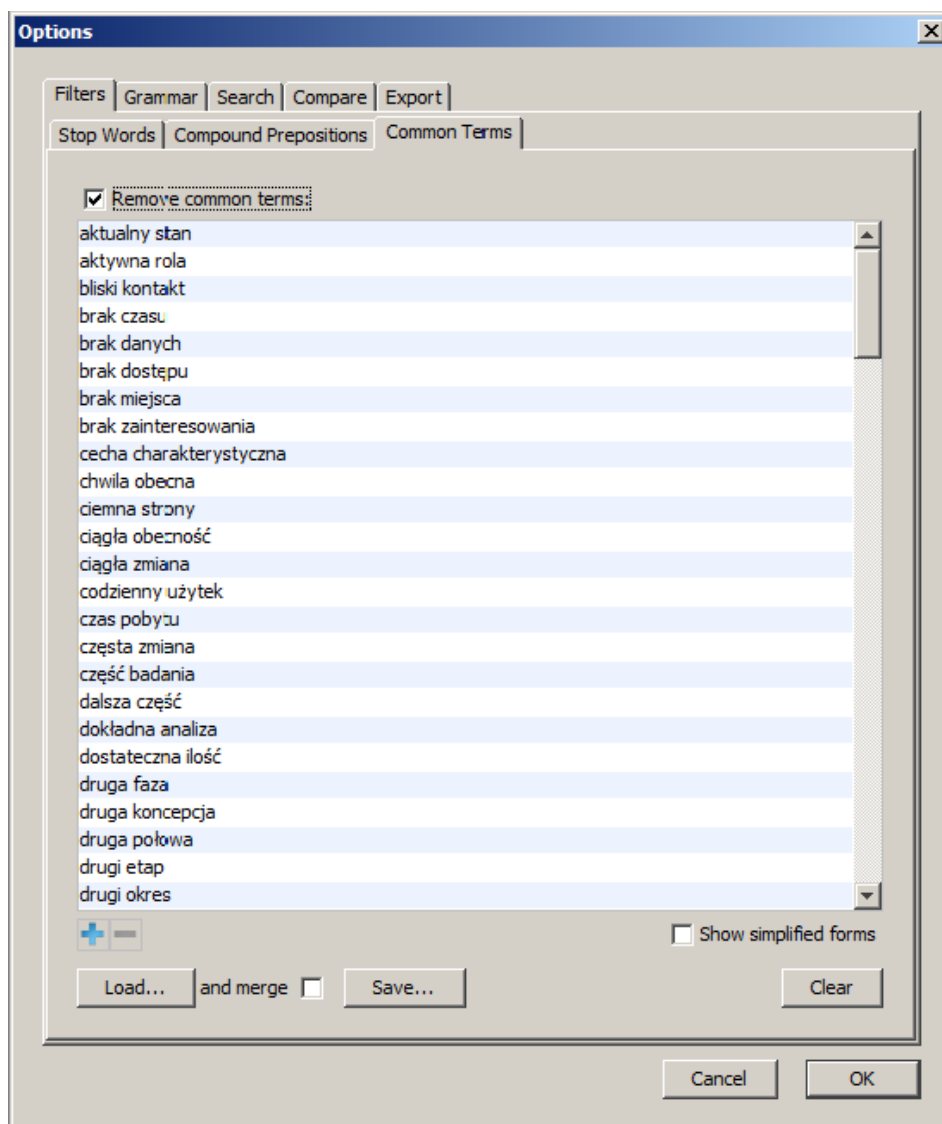 Options
Filters Grammar Search Compare Export
Stop Words Compound Prepositions Common Terms
Remove common terms:
aktualny stan
aktywna rola
bliski kontakt
brak czasu
brak danych
brak dostępu
brak miejsca
brak zainteresowania
cecha charakterystyczna
chwila obecna
ciemna strony
ciągła obecność
ciągła zmiana
codzienny użytek
czas pobytu
częsta zmiana
część badania
dalsza część
dokładna analiza
dostateczna ilość
druga faza
druga koncepcja
druga połowa
drugi etap
drugi okres
Show simplified forms
Load... and merge Save... Clear
Cancel OK